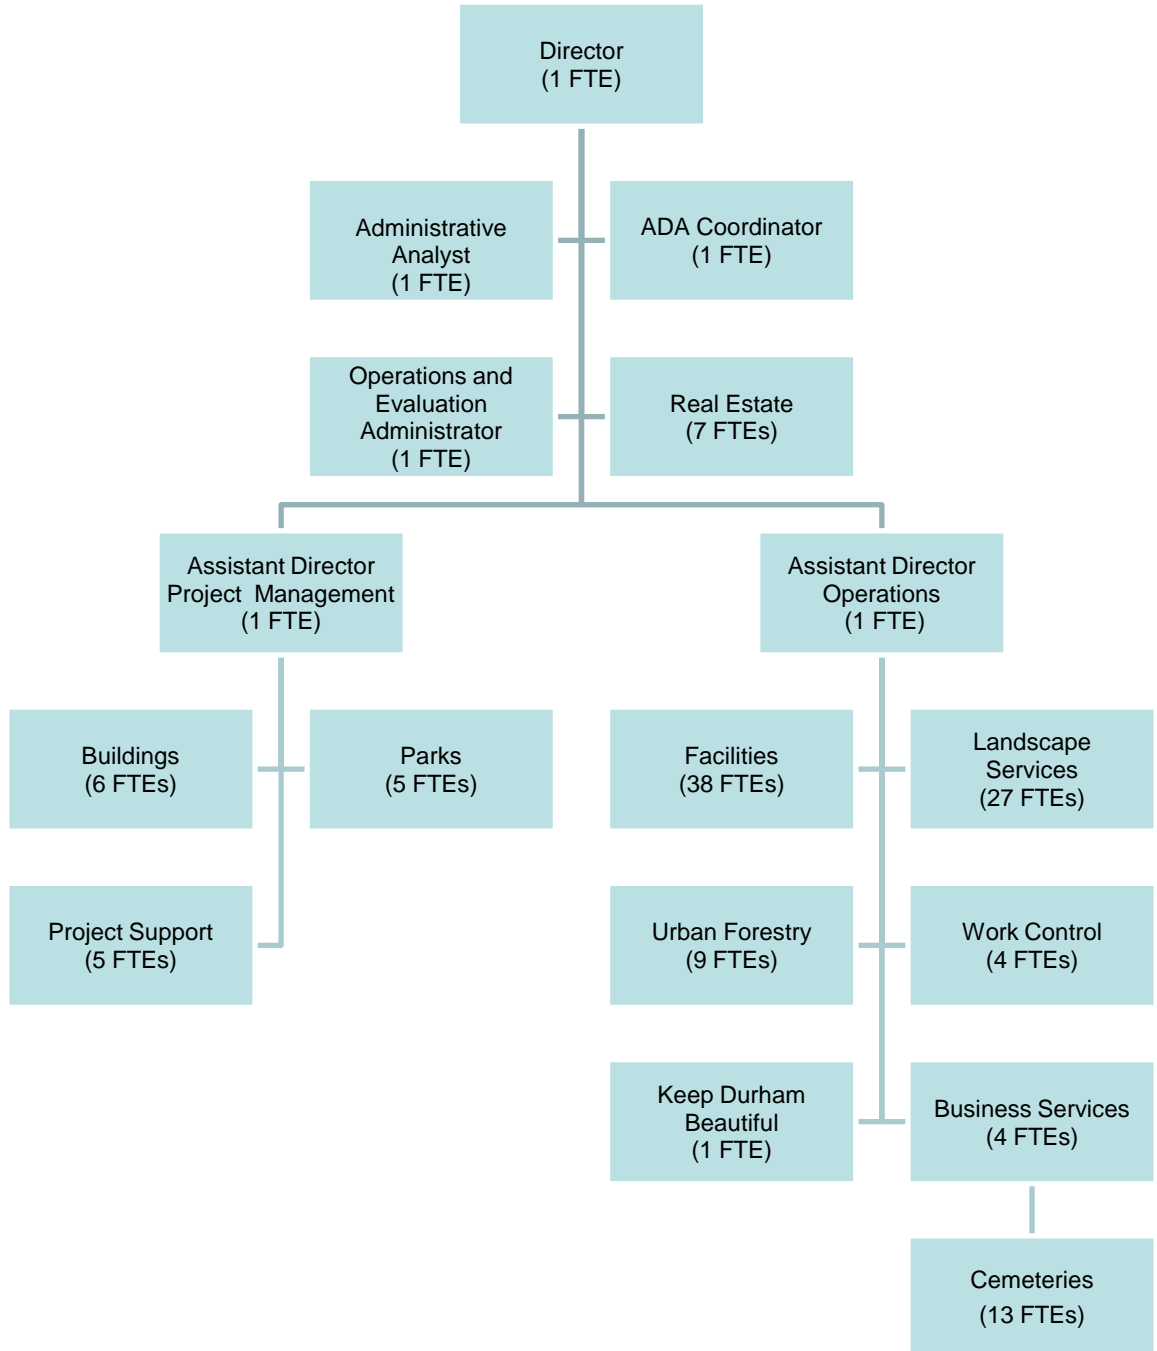 Director
(1 FTE)
Administrative
Analyst
(1 FTE)
ADA Coordinator
(1 FTE)
Operations and
Evaluation
Administrator
(1 FTE)
Real Estate
(7 FTEs)
Assistant Director
Project Management
(1 FTE)
Assistant Director
Operations
(1 FTE)
Buildings
(6 FTEs)
Parks
(5 FTEs)
Facilities
(38 FTEs)
Landscape
Services
(27 FTEs)
Project Support
(5 FTEs)
Urban Forestry
(9 FTEs)
Work Control
(4 FTEs)
Keep Durham
Beautiful
(1 FTE)
Business Services
(4 FTEs)
Cemeteries
(13 FTEs)